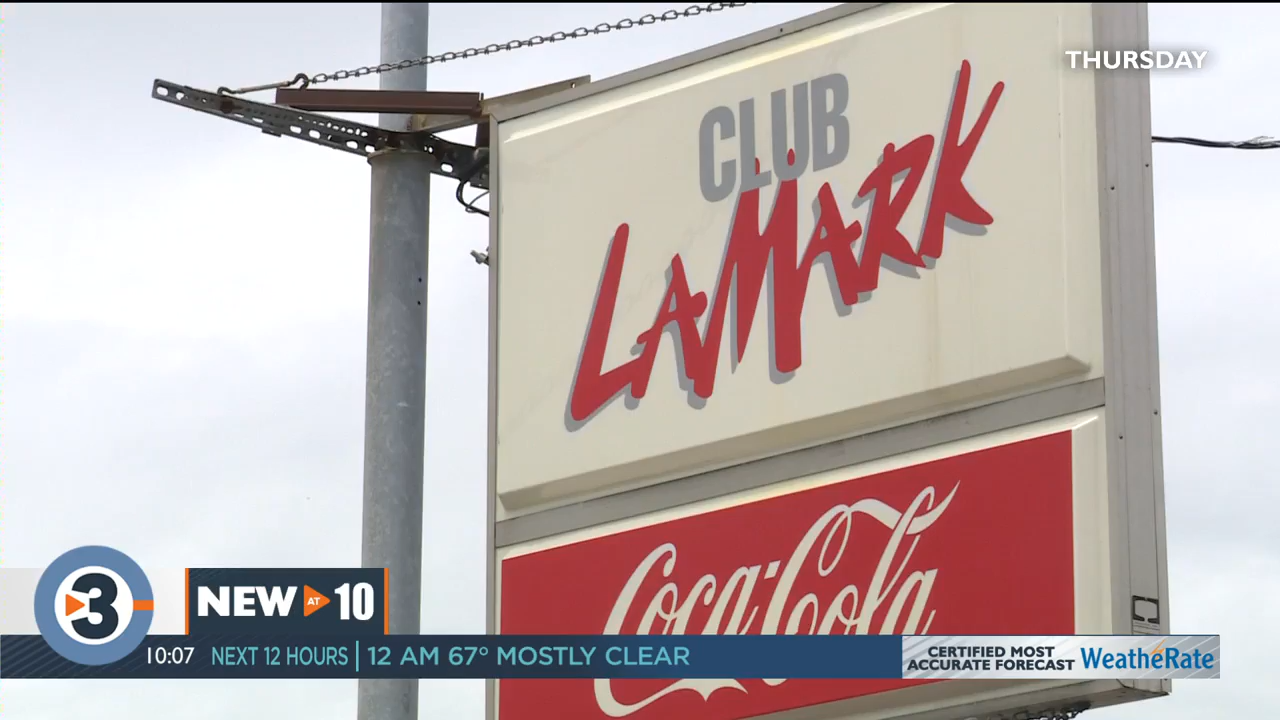 THURSDAY
CLUB
LAMARK
Coca-Cola
3
NEW AT 10
10:07 NEXT 12 HOURS | 12 AM 67° MOSTLY CLEAR
CERTIFIED MOST
ACCURATE FORECAST
WeatheRate